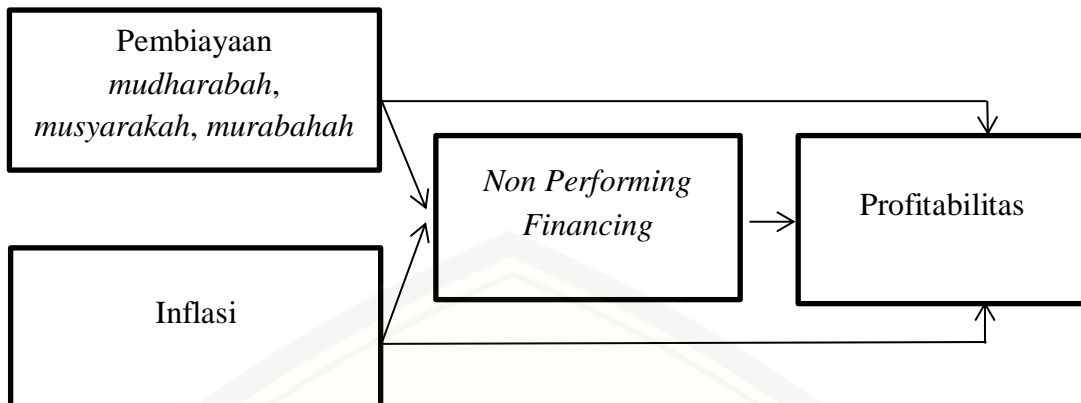 Pembiayaan
mudharabah,
musyarakah, murabahah
Non Performing
Financing
Profitabilitas
Inflasi